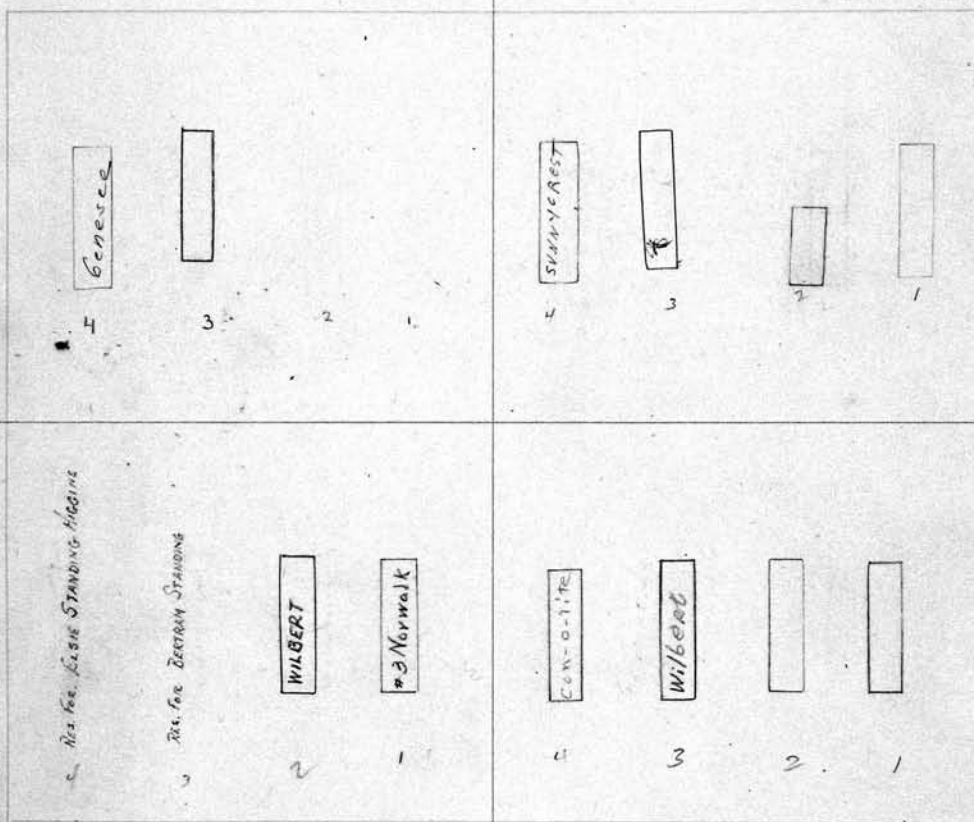 Genesee
4
3
2
1
SUNNYCREST
4
3
2
1
RES. FOR ELSIE STANDING HIGGINS
RES. FOR BERTRAM STANDING
3
WILBERT
2
#3 Norwalk
1
Con-o-lite
4
Wilbert
3
2
1